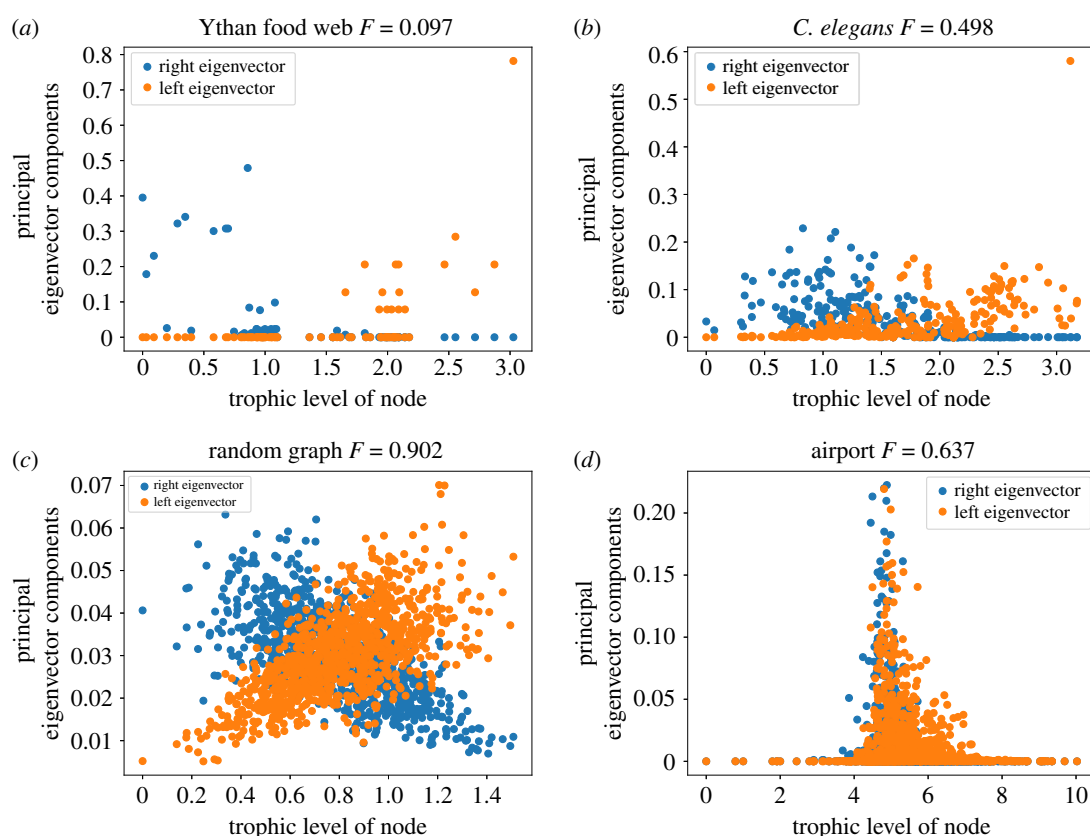 (a)
Ythan food web F = 0.097
right eigenvector
left eigenvector
0.8
0.7
0.6
0.5
0.4
0.3
0.2
0.1
0
principal
eigenvector components
0 0.5 1.0 1.5 2.0 2.5 3.0
trophic level of node
(b)
C. elegans F = 0.498
right eigenvector
left eigenvector
0.6
0.5
0.4
0.3
0.2
0.1
0
principal
eigenvector components
0 0.5 1.0 1.5 2.0 2.5 3.0
trophic level of node
(c)
random graph F = 0.902
right eigenvector
left eigenvector
0.07
0.06
0.05
0.04
0.03
0.02
0.01
principal
eigenvector components
0 0.2 0.4 0.6 0.8 1.0 1.2 1.4
trophic level of node
(d)
airport F = 0.637
right eigenvector
left eigenvector
0.20
0.15
0.10
0.05
0
principal
eigenvector components
0 2 4 6 8 10
trophic level of node